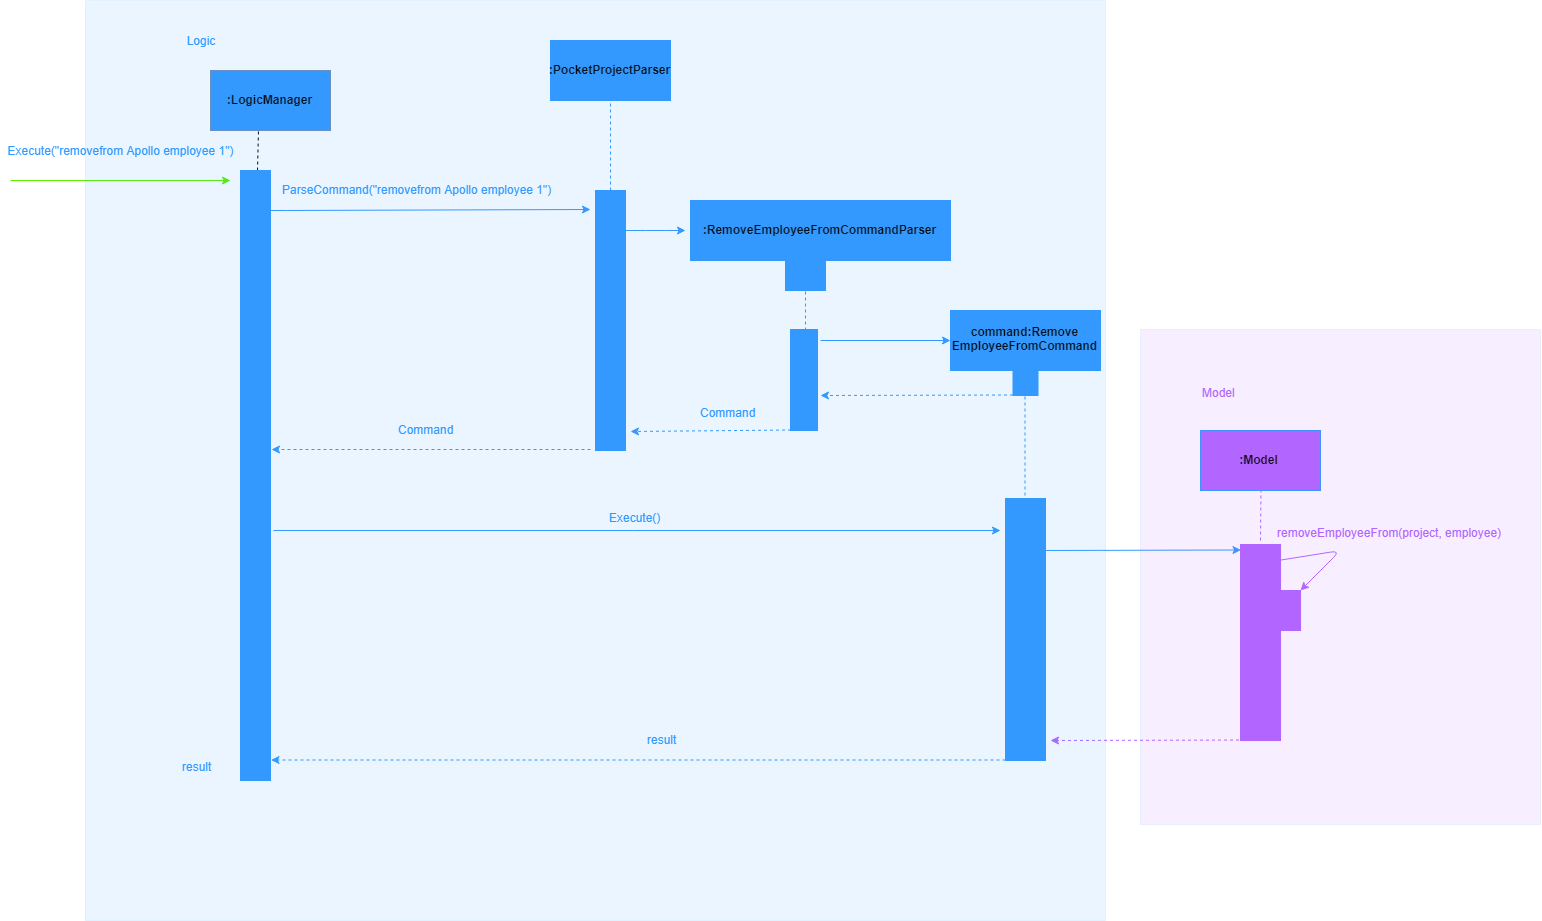 Logic
:PocketProjectParser
:LogicManager
Execute("removefrom Apollo employee 1")
ParseCommand("removefrom Apollo employee 1")
:RemoveEmployeeFromCommandParser
command:Remove
EmployeeFromCommand
Model
Command
Command
:Model
Execute()
removeEmployeeFrom(project, employee)
result
result